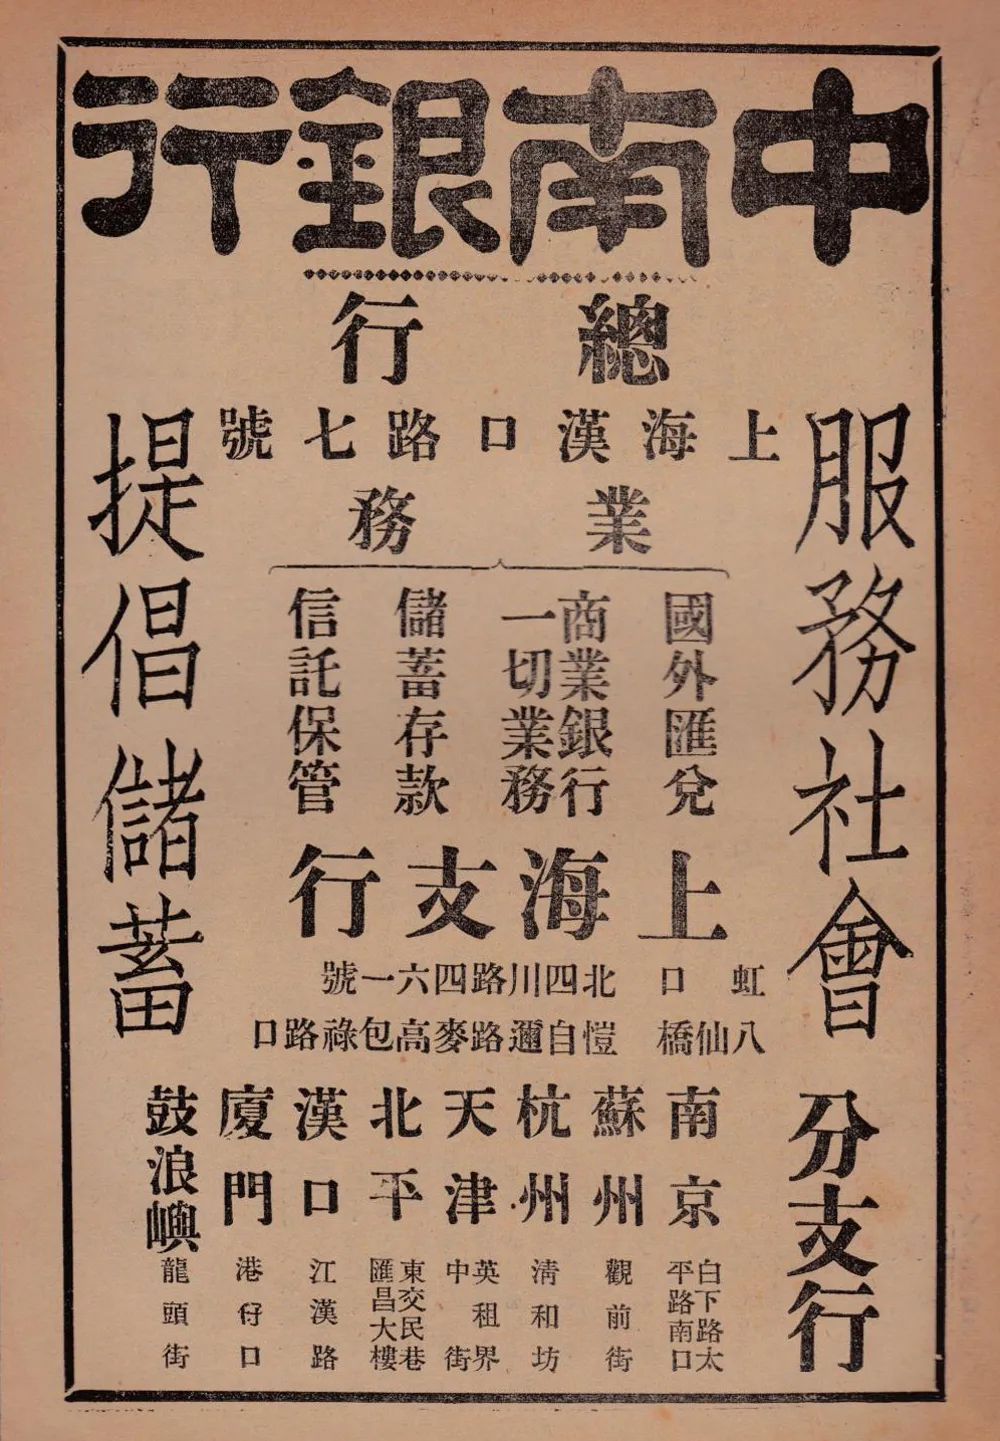 中南銀行
總行
上海漢口路七號
服務社會
提倡儲蓄
業務
國外匯兌
商業銀行
一切業務
儲蓄存款
信託保管
上海支行
虹口 北四川路四六一號
八仙橋 愷自邇路麥高包祿路口
分支行
南京 白下路太
平路南口
蘇州 觀前街
杭州 清和坊
天津 英租界
中街
北平 東交民巷
匯昌大樓
漢口 江漢路
廈門 港仔口
鼓浪嶼 龍頭街